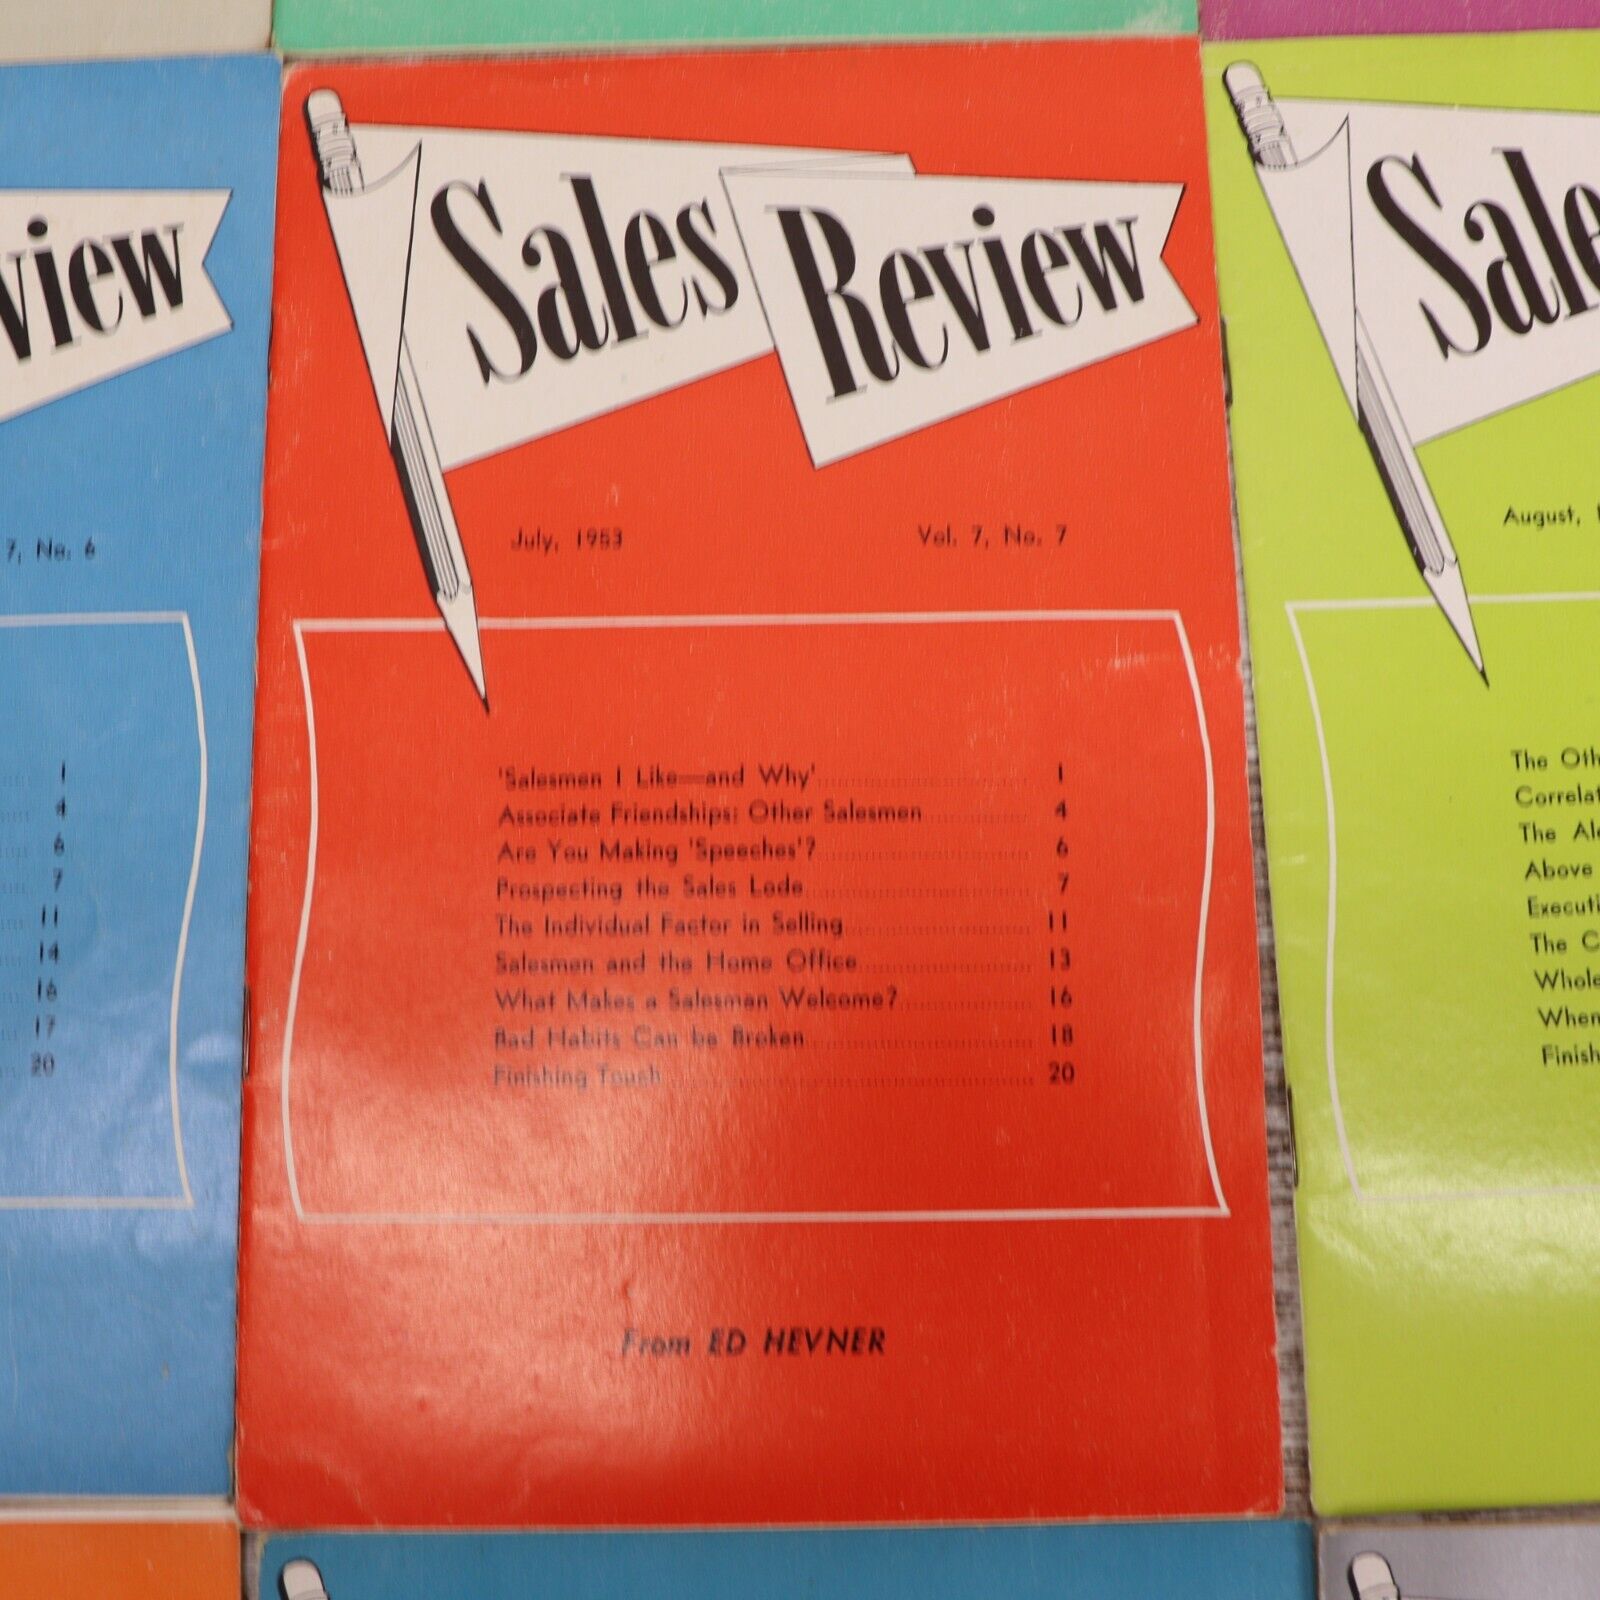 view
7, No. 6
1
4
6
7
11
14
16
17
20
Sales Review
July, 1953 Vol. 7, No. 7
'Salesmen I Like—and Why' 1
Associate Friendships: Other Salesmen 4
Are You Making 'Speeches'? 6
Prospecting the Sales Lode 7
The Individual Factor in Selling 11
Salesmen and the Home Office 13
What Makes a Salesman Welcome? 16
Bad Habits Can be Broken 18
Finishing Touch 20
From ED HEVNER
Sale
August,
The Oth
Correlat
The Al
Above
Executi
The C
Whole
When
Finish